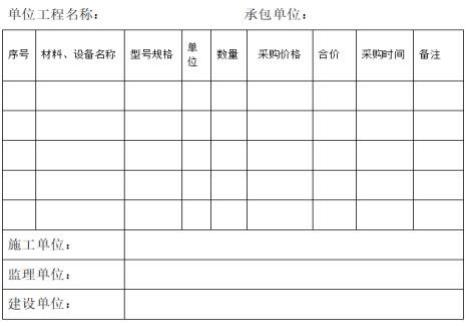 单位工程名称： 承包单位：
序号 材料、设备名称 型号规格 单位 数量 采购价格 合价 采购时间 备注
施工单位：
监理单位：
建设单位：